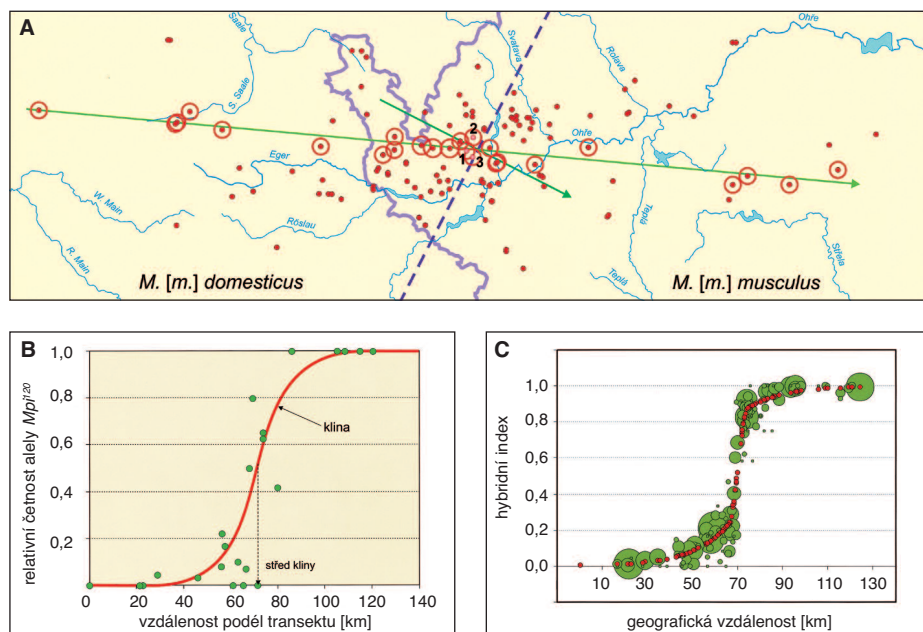 A
Saale
S. Saale
Svatava
Rolava
Ohře
2
Ohře
1
3
Eger
W. Main
Röslau
R. Main
Teplá
Teplá
Střela
M. [m.] domesticus
M. [m.] musculus
B
relativní četnost alely Mpi¹²⁰
1,0
0,8
0,6
0,4
0,2
klina
střed kliny
0 20 40 60 80 100 120 140
vzdálenost podél transektu [km]
C
hybridní index
1,0
0,8
0,6
0,4
0,2
0,0
10 30 50 70 90 110 130
geografická vzdálenost [km]